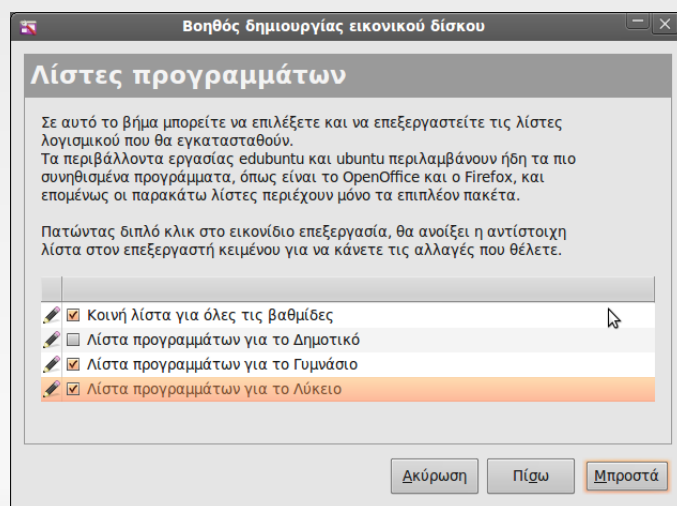 Βοηθός δημιουργίας εικονικού δίσκου
Λίστες προγραμμάτων
Σε αυτό το βήμα μπορείτε να επιλέξετε και να επεξεργαστείτε τις λίστες
λογισμικού που θα εγκατασταθούν.
Τα περιβάλλοντα εργασίας edubuntu και ubuntu περιλαμβάνουν ήδη τα πιο
συνηθισμένα προγράμματα, όπως είναι το OpenOffice και ο Firefox, και
επομένως οι παρακάτω λίστες περιέχουν μόνο τα επιπλέον πακέτα.
Πατώντας διπλό κλικ στο εικονίδιο επεξεργασία, θα ανοίξει η αντίστοιχη
λίστα στον επεξεργαστή κειμένου για να κάνετε τις αλλαγές που θέλετε.
Κοινή λίστα για όλες τις βαθμίδες
Λίστα προγραμμάτων για το Δημοτικό
Λίστα προγραμμάτων για το Γυμνάσιο
Λίστα προγραμμάτων για το Λύκειο
Ακύρωση Πίσω Μπροστά